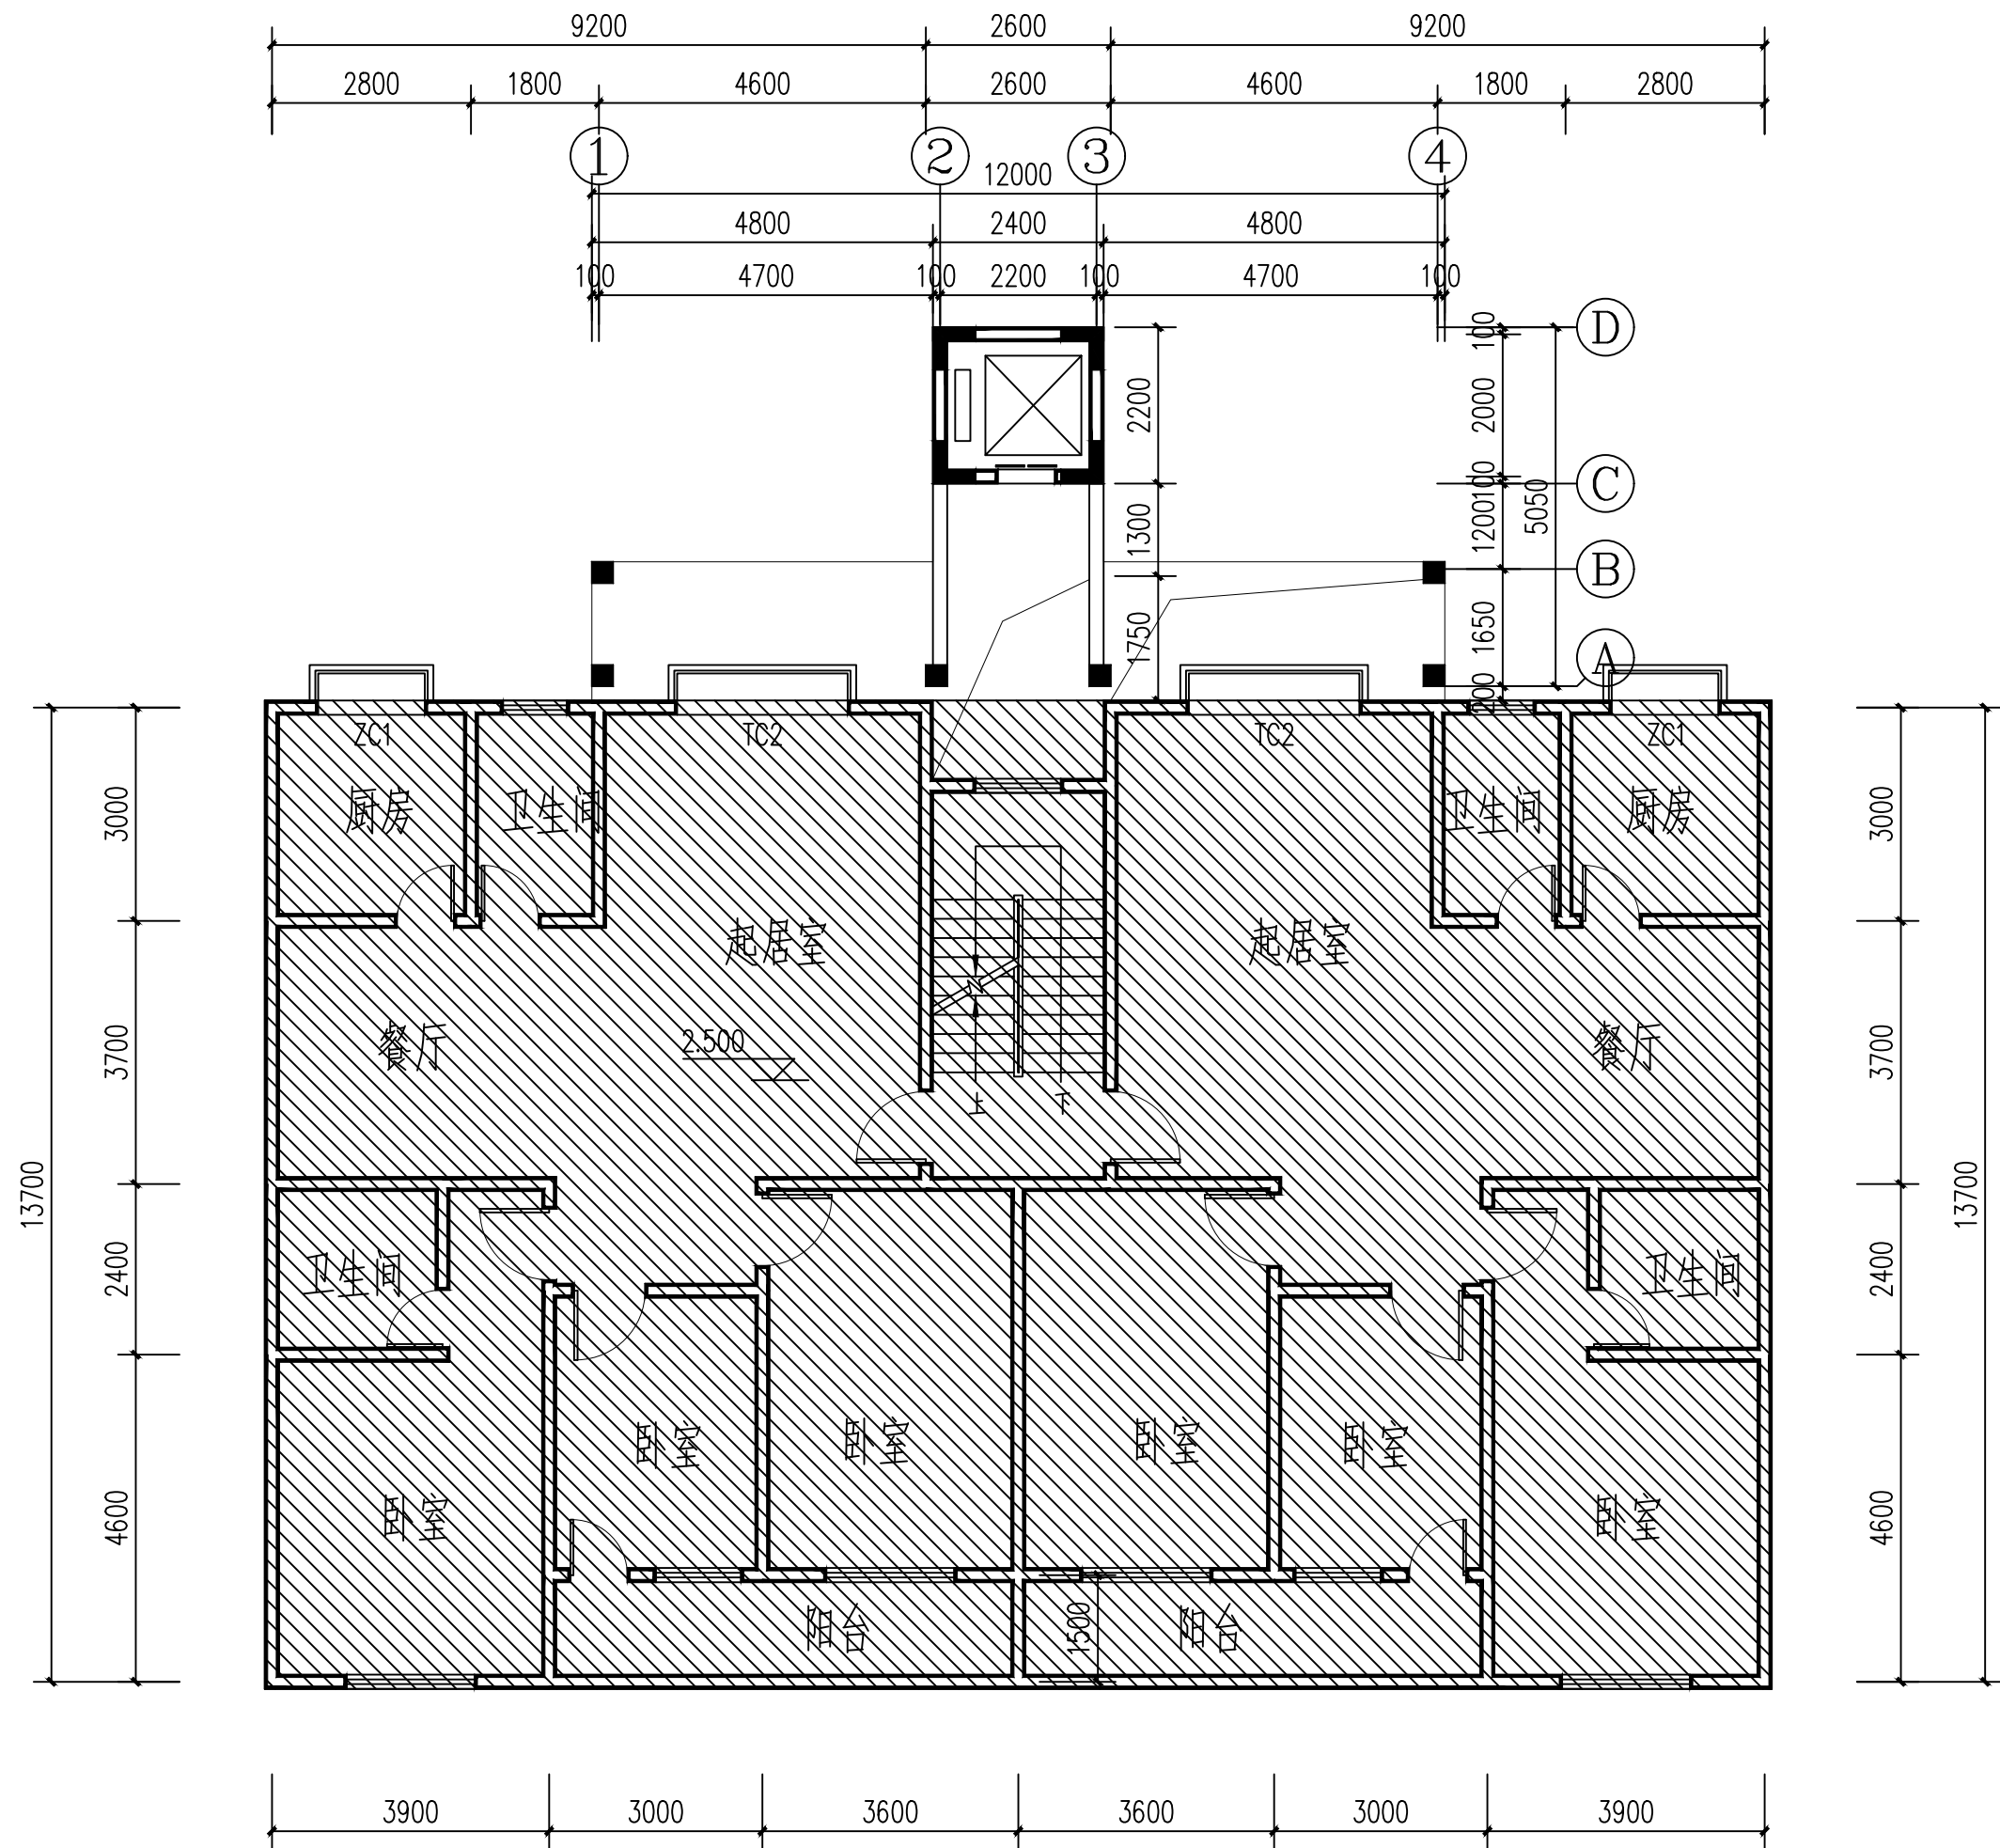 9200 2600 9200
2800 1800 4600 2600 4600 1800 2800
1 2 3 4
12000
4800 2400 4800
100 4700 100 2200 100 4700 100
D
100
2200 2000
C
100
1300 1200 5050
B
1750 1650
A
200
ZC1 TC2 TC2 ZC1
厨房 卫生间 卫生间 厨房
3000 3000
起居室 起居室
餐厅 2.500 餐厅
3700 3700
上 下
13700 13700
卫生间 卫生间
2400 2400
卧室 卧室 卧室 卧室
卧室 卧室
4600 4600
阳台 1500 阳台
3900 3000 3600 3600 3000 3900